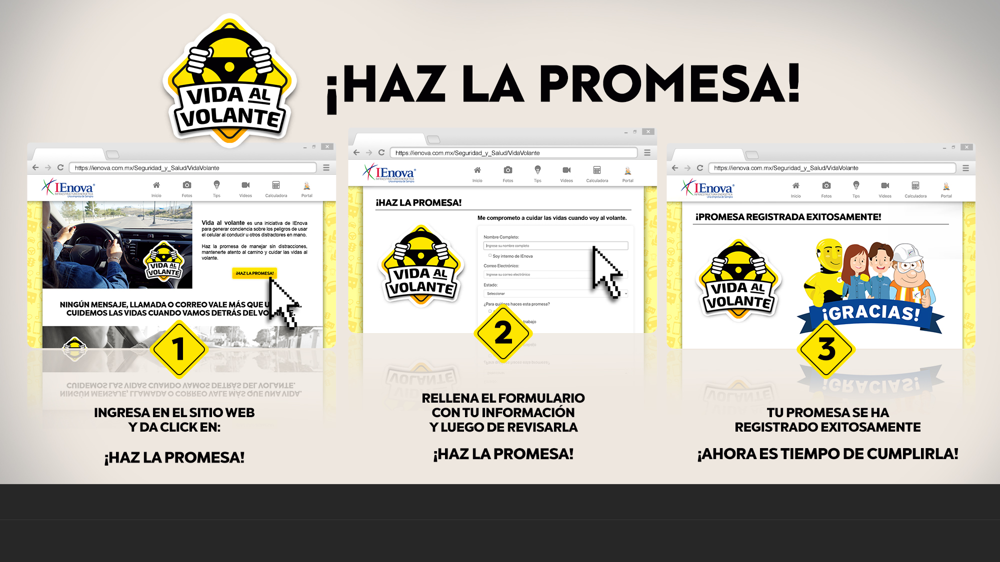 VIDA AL
VOLANTE
¡HAZ LA PROMESA!
https://ienova.com.mx/Seguridad_y_Salud/VidaVolante
IEnova®
INFRAESTRUCTURA ENERGÉTICA
Una empresa de Sempra
Inicio
Fotos
Tips
Videos
Calculadora
Portal
VIDA AL
VOLANTE
Vida al volante es una iniciativa de IEnova
para generar conciencia sobre los peligros de usar
el celular al conducir u otros distractores en mano.
Haz la promesa de manejar sin distracciones,
mantenerte atento al camino y cuidar las vidas al
volante.
¡HAZ LA PROMESA!
NINGÚN MENSAJE, LLAMADA O CORREO VALE MÁS QUE UNA VIDA.
CUIDEMOS LAS VIDAS CUANDO VAMOS DETRÁS DEL VOLANTE.
1
INGRESA EN EL SITIO WEB
Y DA CLICK EN:
¡HAZ LA PROMESA!
https://ienova.com.mx/Seguridad_y_Salud/VidaVolante
IEnova®
INFRAESTRUCTURA ENERGÉTICA
Una empresa de Sempra
Inicio
Fotos
Tips
Videos
Calculadora
Portal
¡HAZ LA PROMESA!
Me comprometo a cuidar las vidas cuando voy al volante.
VIDA AL
VOLANTE
Nombre Completo:
Ingrese su nombre completo
Soy interno de IEnova
Correo Electrónico:
Ingrese su correo electrónico
Estado:
Seleccionar
¿Para quiénes haces esta promesa?
trabajo
2
RELLENA EL FORMULARIO
CON TU INFORMACIÓN
Y LUEGO DE REVISARLA
¡HAZ LA PROMESA!
https://ienova.com.mx/Seguridad_y_Salud/VidaVolante
IEnova®
INFRAESTRUCTURA ENERGÉTICA
Una empresa de Sempra
Inicio
Fotos
Tips
Videos
Calculadora
Portal
¡PROMESA REGISTRADA EXITOSAMENTE!
VIDA AL
VOLANTE
¡GRACIAS!
3
TU PROMESA SE HA
REGISTRADO EXITOSAMENTE
¡AHORA ES TIEMPO DE CUMPLIRLA!